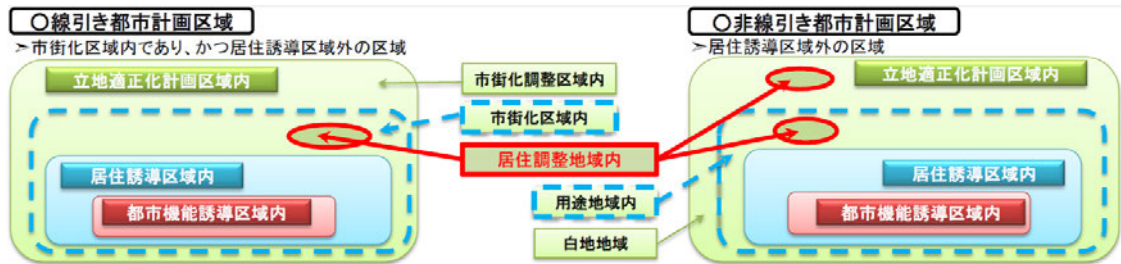 ○線引き都市計画区域
➤市街化区域内であり、かつ居住誘導区域外の区域
立地適正化計画区域内
居住誘導区域内
都市機能誘導区域内
市街化調整区域内
市街化区域内
居住調整地域内
用途地域内
白地地域
○非線引き都市計画区域
➤居住誘導区域外の区域
立地適正化計画区域内
居住誘導区域内
都市機能誘導区域内